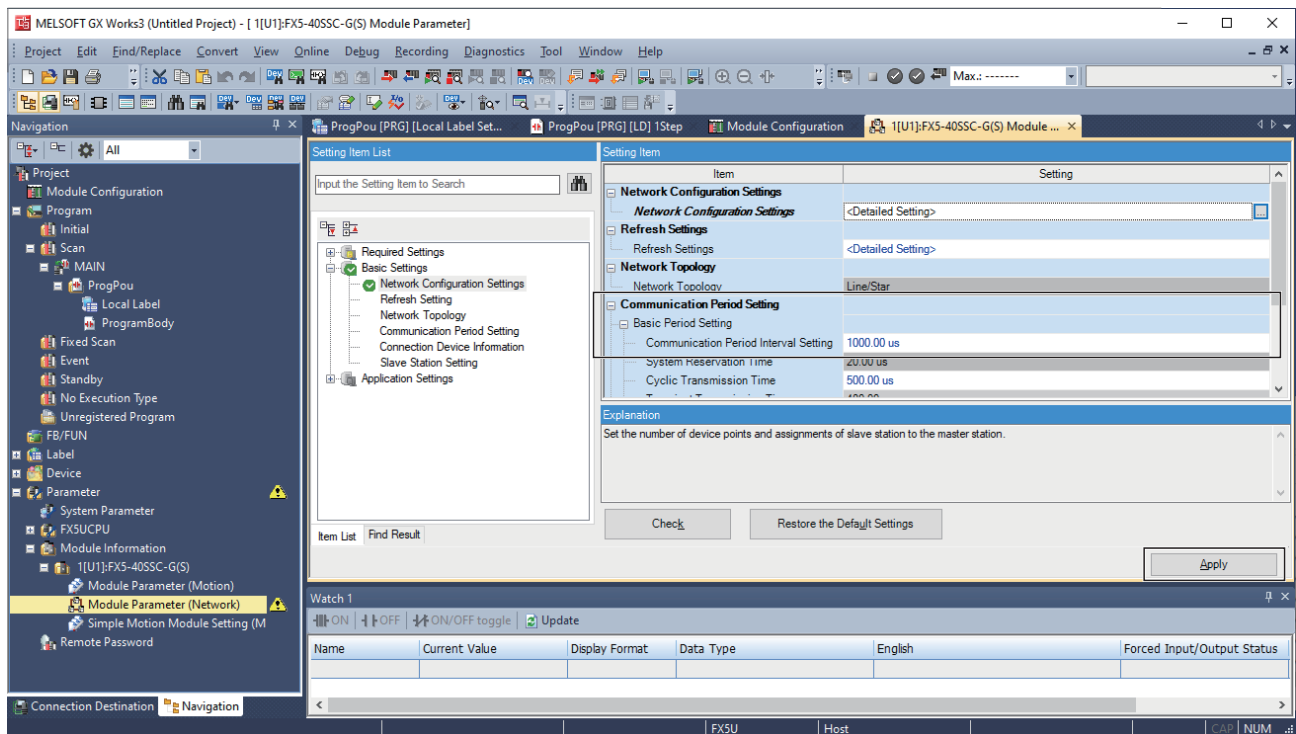 MELSOFT GX Works3 (Untitled Project) - [ 1[U1]:FX5-40SSC-G(S) Module Parameter]
Project Edit Find/Replace Convert View Online Debug Recording Diagnostics Tool Window Help
Max.: -------
Navigation
ProgPou [PRG] [Local Label Set...
ProgPou [PRG] [LD] 1Step
Module Configuration
1[U1]:FX5-40SSC-G(S) Module ...
All
Project
Module Configuration
Program
Initial
Scan
MAIN
ProgPou
Local Label
ProgramBody
Fixed Scan
Event
Standby
No Execution Type
Unregistered Program
FB/FUN
Label
Device
Parameter
System Parameter
FX5UCPU
Module Information
1[U1]:FX5-40SSC-G(S)
Module Parameter (Motion)
Module Parameter (Network)
Simple Motion Module Setting (M
Remote Password
Connection Destination Navigation
Setting Item List
Input the Setting Item to Search
Required Settings
Basic Settings
Network Configuration Settings
Refresh Setting
Network Topology
Communication Period Setting
Connection Device Information
Slave Station Setting
Application Settings
Item List Find Result
Setting Item
Item Setting
Network Configuration Settings
Network Configuration Settings <Detailed Setting>
Refresh Settings
Refresh Settings <Detailed Setting>
Network Topology
Network Topology Line/Star
Communication Period Setting
Basic Period Setting
Communication Period Interval Setting 1000.00 us
System Reservation Time 20.00 us
Cyclic Transmission Time 500.00 us
Explanation
Set the number of device points and assignments of slave station to the master station.
Check Restore the Default Settings
Apply
Watch 1
ON OFF ON/OFF toggle Update
Name Current Value Display Format Data Type English Forced Input/Output Status
FX5U Host CAP NUM